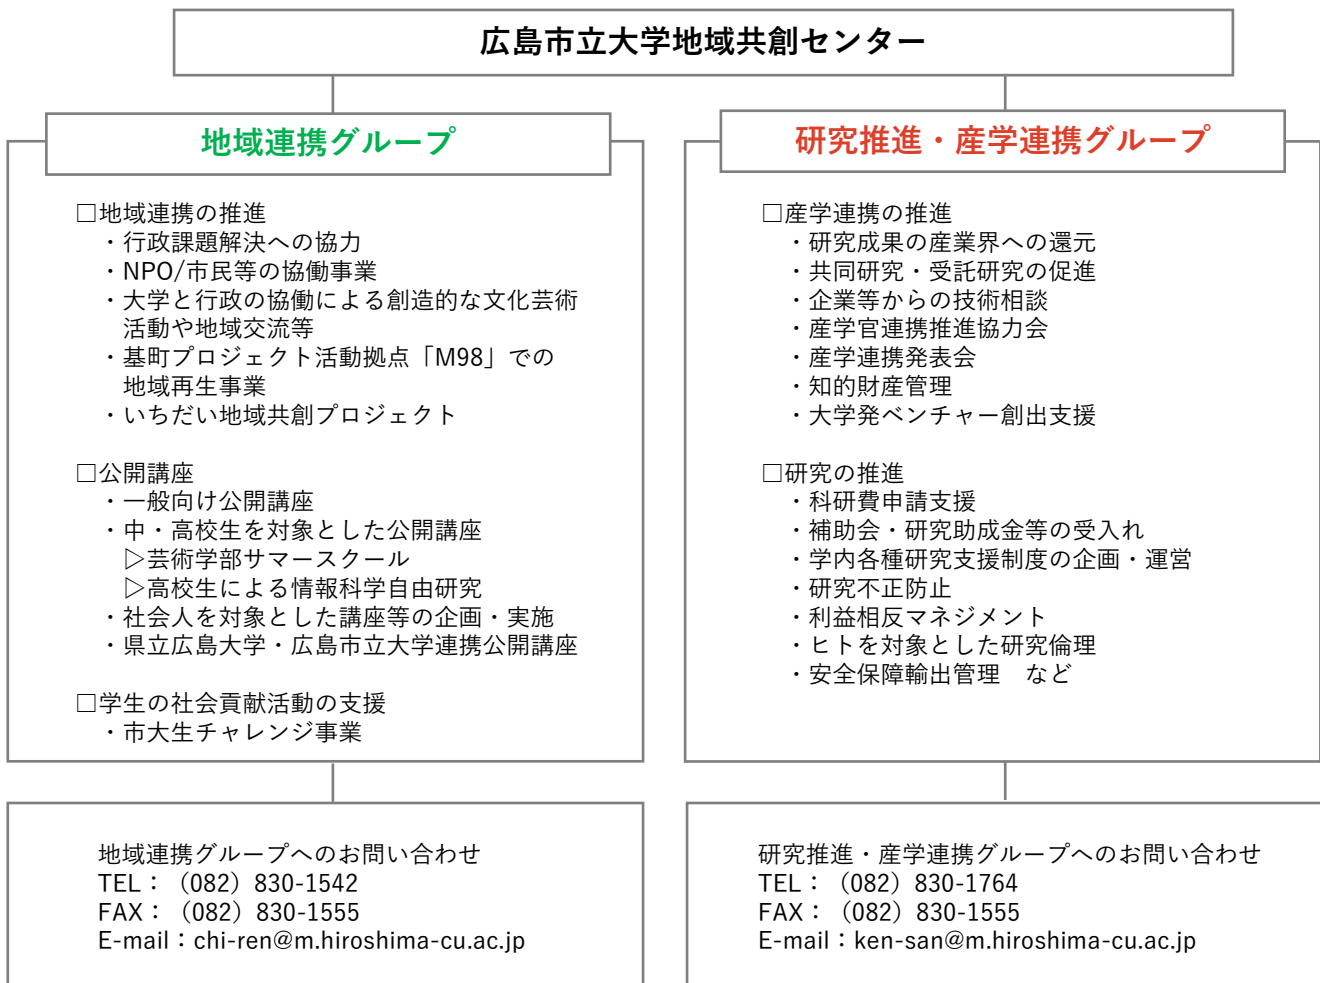 広島市立大学地域共創センター
地域連携グループ
□地域連携の推進
・行政課題解決への協力
・NPO/市民等の協働事業
・大学と行政の協働による創造的な文化芸術
活動や地域交流等
・基町プロジェクト活動拠点「M98」での
地域再生事業
・いちだい地域共創プロジェクト
□公開講座
・一般向け公開講座
・中・高校生を対象とした公開講座
▷芸術学部サマースクール
▷高校生による情報科学自由研究
・社会人を対象とした講座等の企画・実施
・県立広島大学・広島市立大学連携公開講座
□学生の社会貢献活動の支援
・市大生チャレンジ事業
地域連携グループへのお問い合わせ
TEL：（082）830-1542
FAX：（082）830-1555
E-mail：chi-ren@m.hiroshima-cu.ac.jp
研究推進・産学連携グループ
□産学連携の推進
・研究成果の産業界への還元
・共同研究・受託研究の促進
・企業等からの技術相談
・産学官連携推進協力会
・産学連携発表会
・知的財産管理
・大学発ベンチャー創出支援
□研究の推進
・科研費申請支援
・補助会・研究助成金等の受入れ
・学内各種研究支援制度の企画・運営
・研究不正防止
・利益相反マネジメント
・ヒトを対象とした研究倫理
・安全保障輸出管理　など
研究推進・産学連携グループへのお問い合わせ
TEL：（082）830-1764
FAX：（082）830-1555
E-mail：ken-san@m.hiroshima-cu.ac.jp